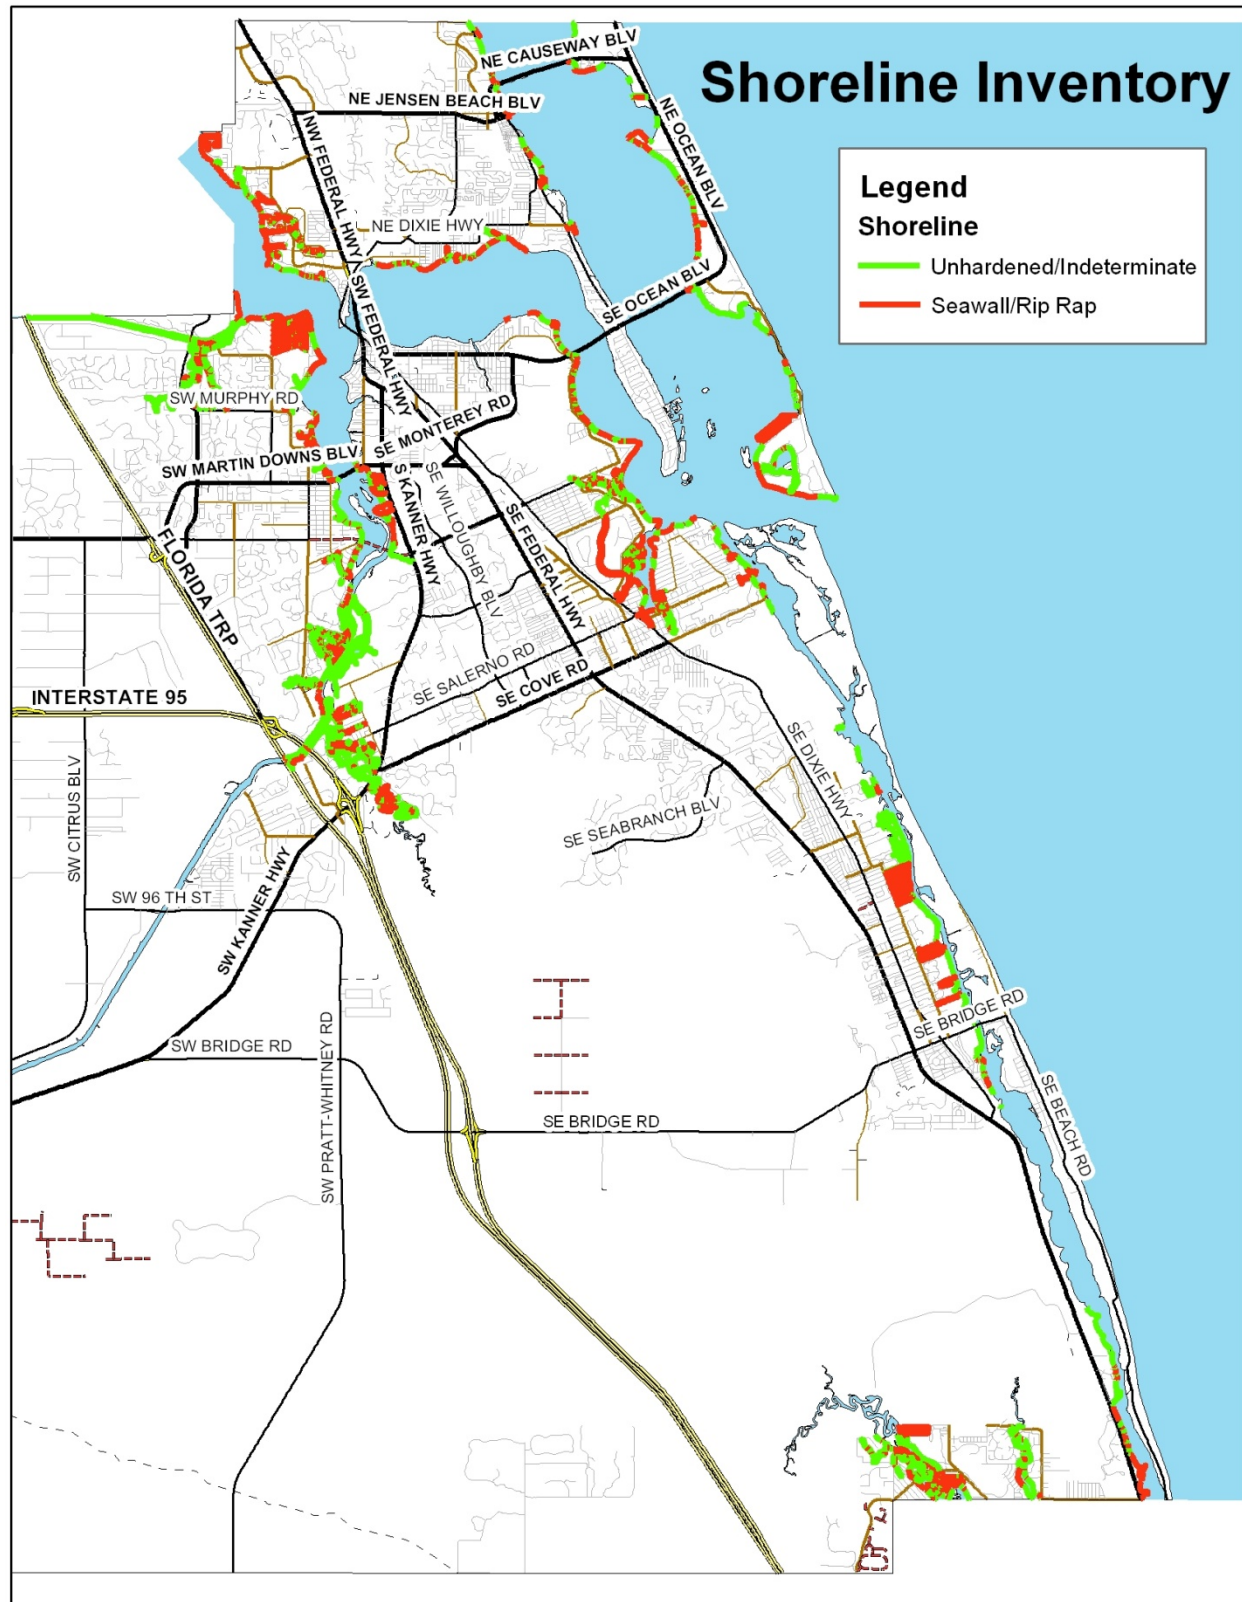 NE CAUSEWAY BLV
Shoreline Inventory
NE JENSEN BEACH BLV
NE OCEAN BLV
NW FEDERAL HWY
Legend
Shoreline
Unhardened/Indeterminate
Seawall/Rip Rap
NE DIXIE HWY
SW FEDERAL HWY
SE OCEAN BLV
SW MURPHY RD
SE MONTEREY RD
SW MARTIN DOWNS BLV
S KANNER HWY
SE WILLOUGHBY BLV
SE FEDERAL HWY
FLORIDA TRP
SE SALERNO RD
SE COVE RD
INTERSTATE 95
SW CITRUS BLV
SE DIXIE HWY
SE SEABRANCH BLV
SW 96 TH ST
SW KANNER HWY
SE BRIDGE RD
SW BRIDGE RD
SW PRATT-WHITNEY RD
SE BRIDGE RD
SE BEACH RD